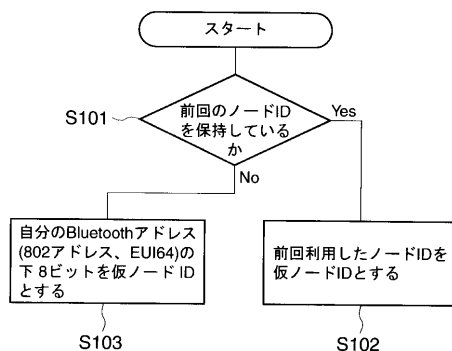 スタート
前回のノードID
を保持している
か
S101
Yes
No
自分のBluetoothアドレス
(802アドレス、EUI64)の
下 8ビットを仮ノード ID
とする
前回利用したノードIDを
仮ノードIDとする
S103
S102